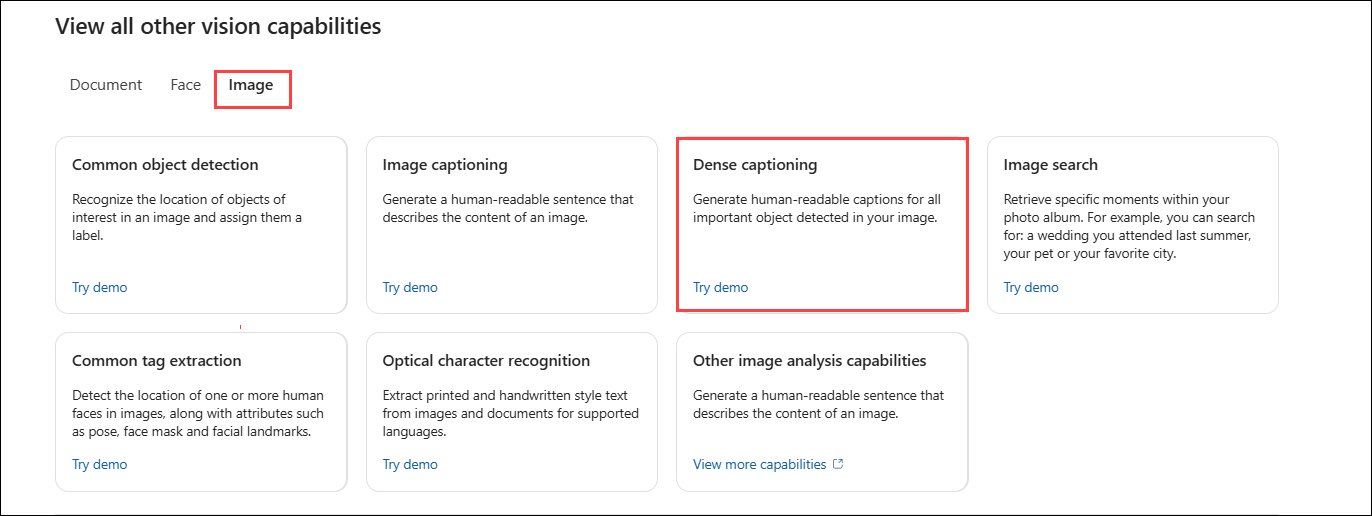 View all other vision capabilities
Document Face Image
Common object detection
Recognize the location of objects of
interest in an image and assign them a
label.
Try demo
Image captioning
Generate a human-readable sentence that
describes the content of an image.
Try demo
Dense captioning
Generate human-readable captions for all
important object detected in your image.
Try demo
Image search
Retrieve specific moments within your
photo album. For example, you can search
for: a wedding you attended last summer,
your pet or your favorite city.
Try demo
Common tag extraction
Detect the location of one or more human
faces in images, along with attributes such
as pose, face mask and facial landmarks.
Try demo
Optical character recognition
Extract printed and handwritten style text
from images and documents for supported
languages.
Try demo
Other image analysis capabilities
Generate a human-readable sentence that
describes the content of an image.
View more capabilities